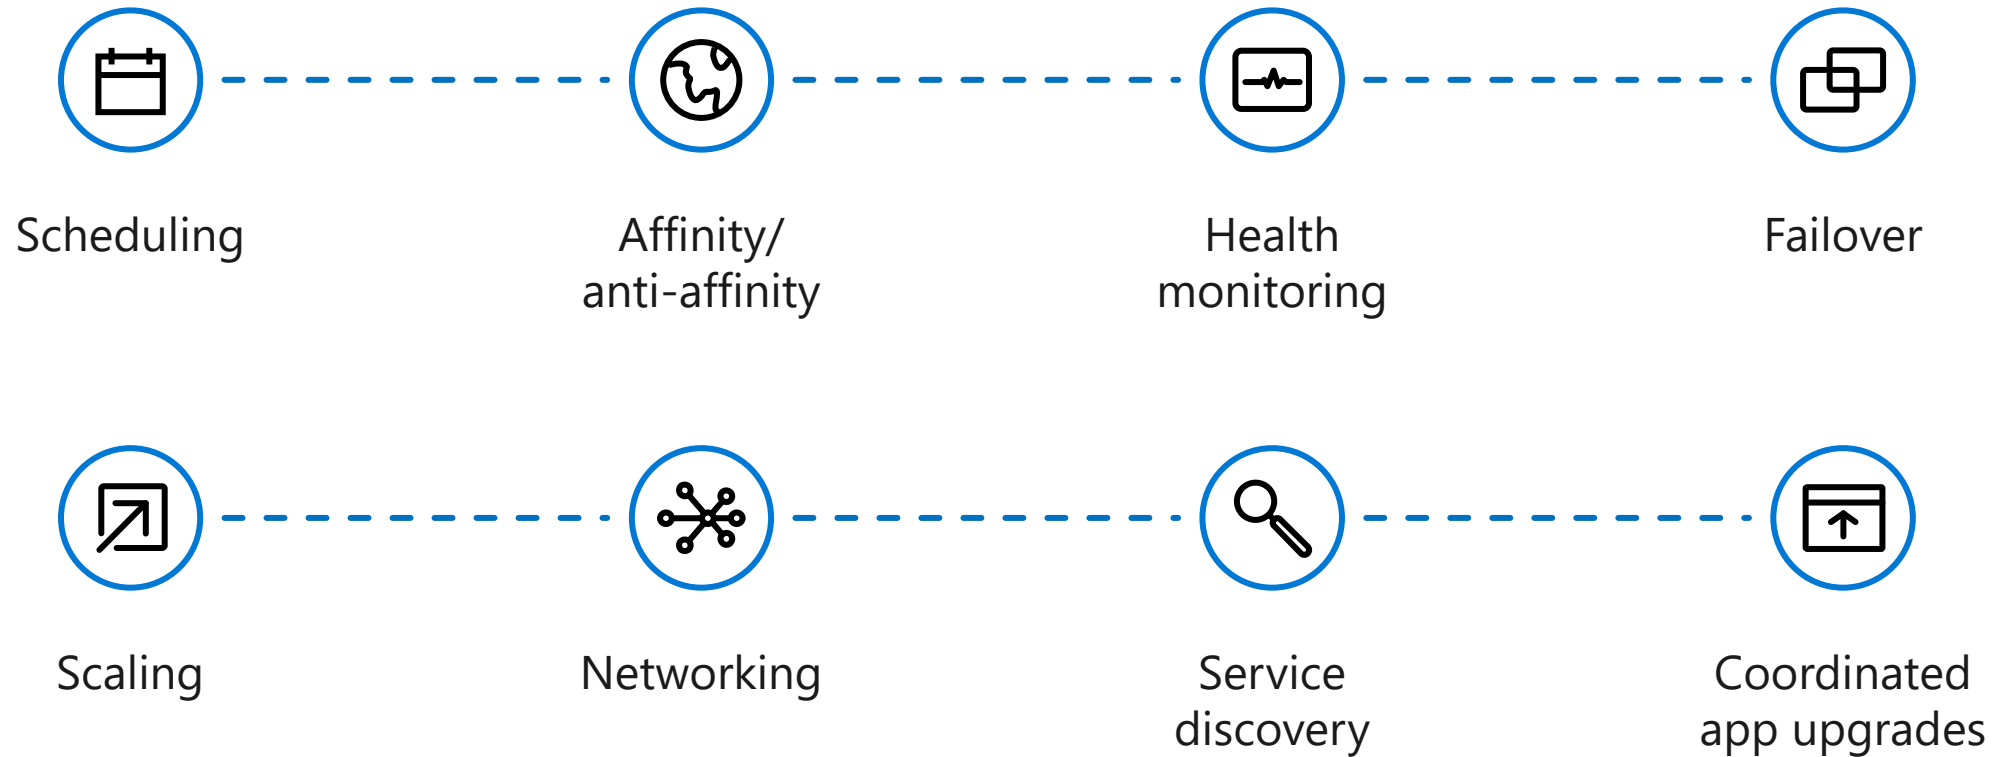 Scheduling
Affinity/
anti-affinity
Health
monitoring
Failover
Scaling
Networking
Service
discovery
Coordinated
app upgrades